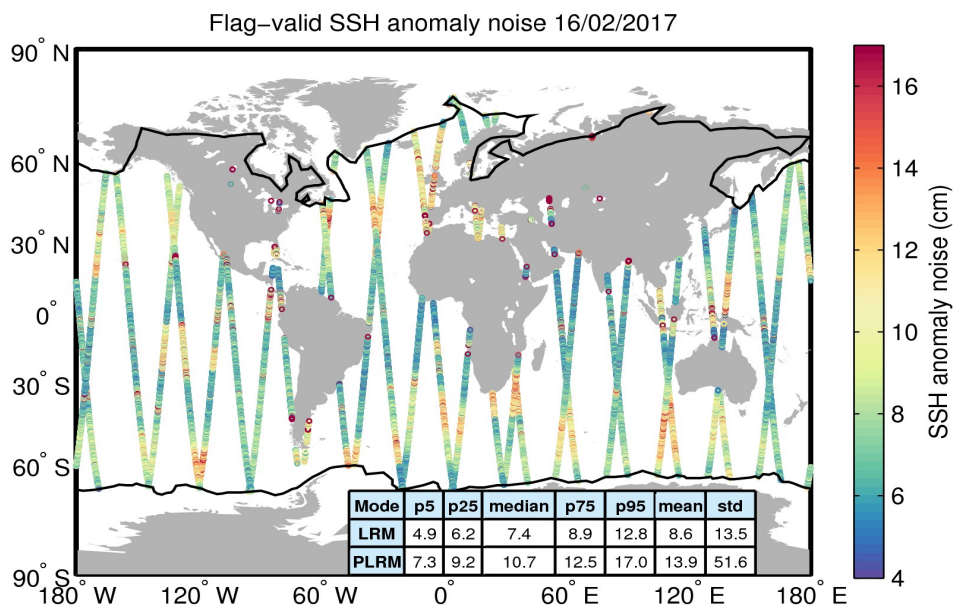 Flag-valid SSH anomaly noise 16/02/2017
90° N
60° N
30° N
0°
30° S
60° S
90° S
180° W 120° W 60° W 0° 60° E 120° E 180° E
Mode p5 p25 median p75 p95 mean std
LRM 4.9 6.2 7.4 8.9 12.8 8.6 13.5
PLRM 7.3 9.2 10.7 12.5 17.0 13.9 51.6
16
14
12
10
8
6
4
SSH anomaly noise (cm)